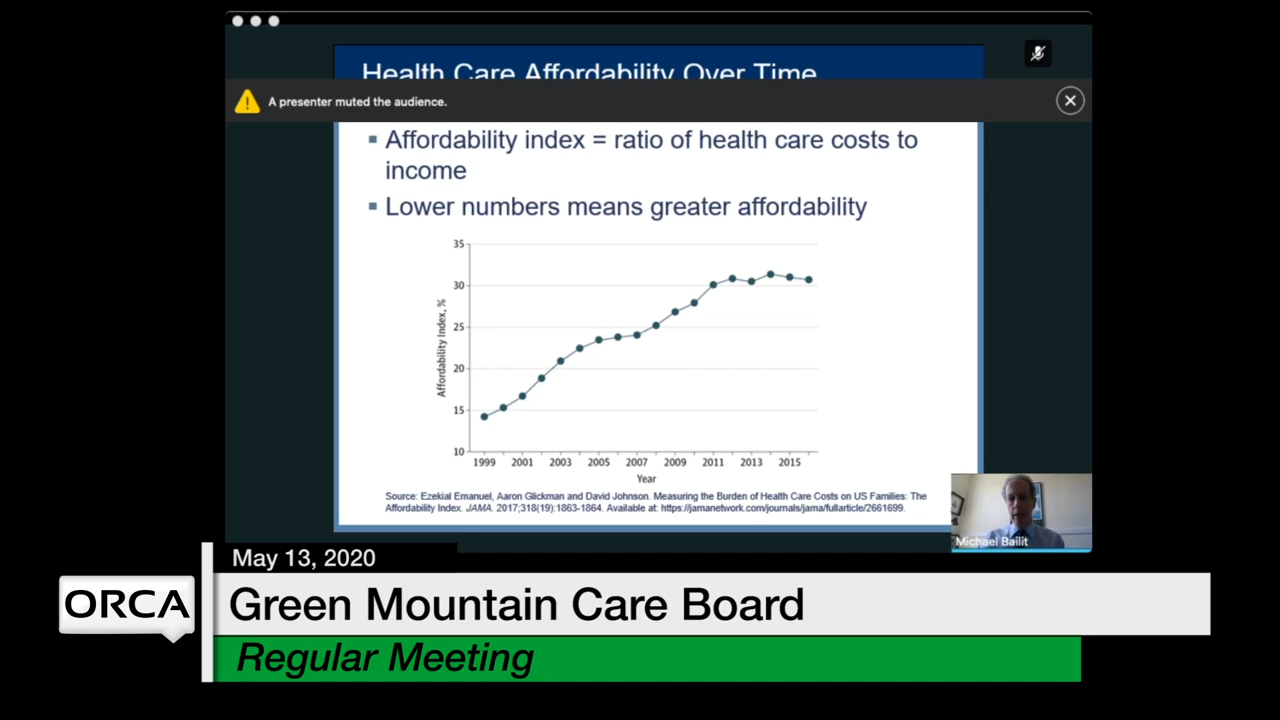 Health Care Affordability Over Time
A presenter muted the audience.
Affordability index = ratio of health care costs to
income
Lower numbers means greater affordability
35
30
25
20
15
10
Affordability Index, %
1999 2001 2003 2005 2007 2009 2011 2013 2015
Year
Source: Ezekial Emanuel, Aaron Glickman and David Johnson. Measuring the Burden of Health Care Costs on US Families: The
Affordability Index. JAMA. 2017;318(19):1863-1864. Available at: https://jamanetwork.com/journals/jama/fullarticle/2661699.
Michael Bailit
May 13, 2020
ORCA
Green Mountain Care Board
Regular Meeting